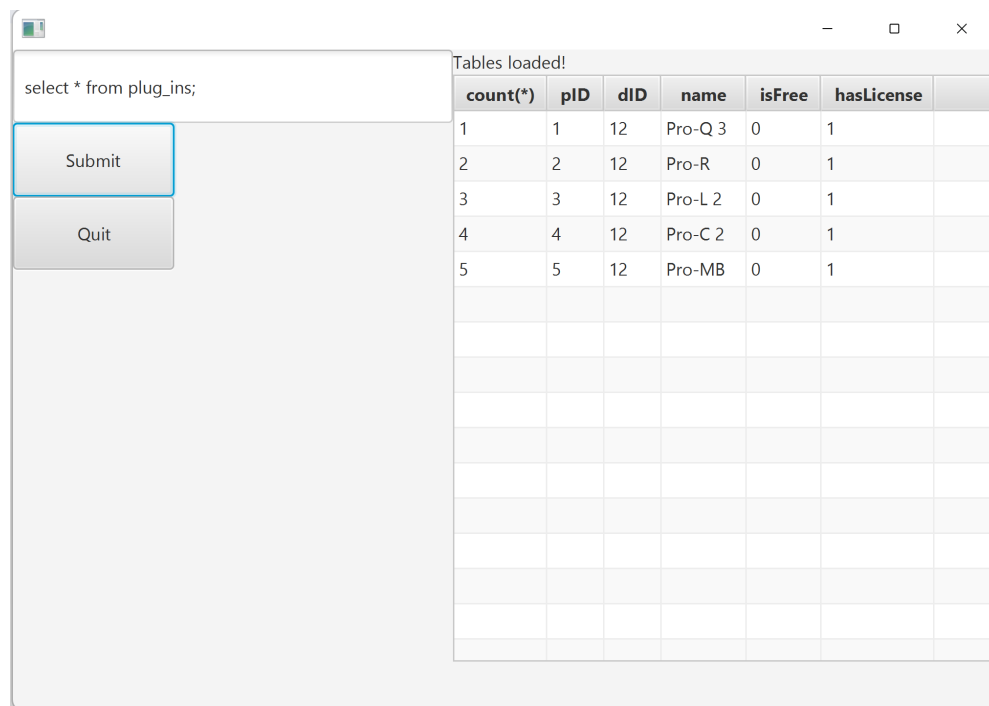 select * from plug_ins;
Submit
Quit
Tables loaded!
count(*) pID dID name isFree hasLicense
1 1 12 Pro-Q 3 0 1
2 2 12 Pro-R 0 1
3 3 12 Pro-L 2 0 1
4 4 12 Pro-C 2 0 1
5 5 12 Pro-MB 0 1